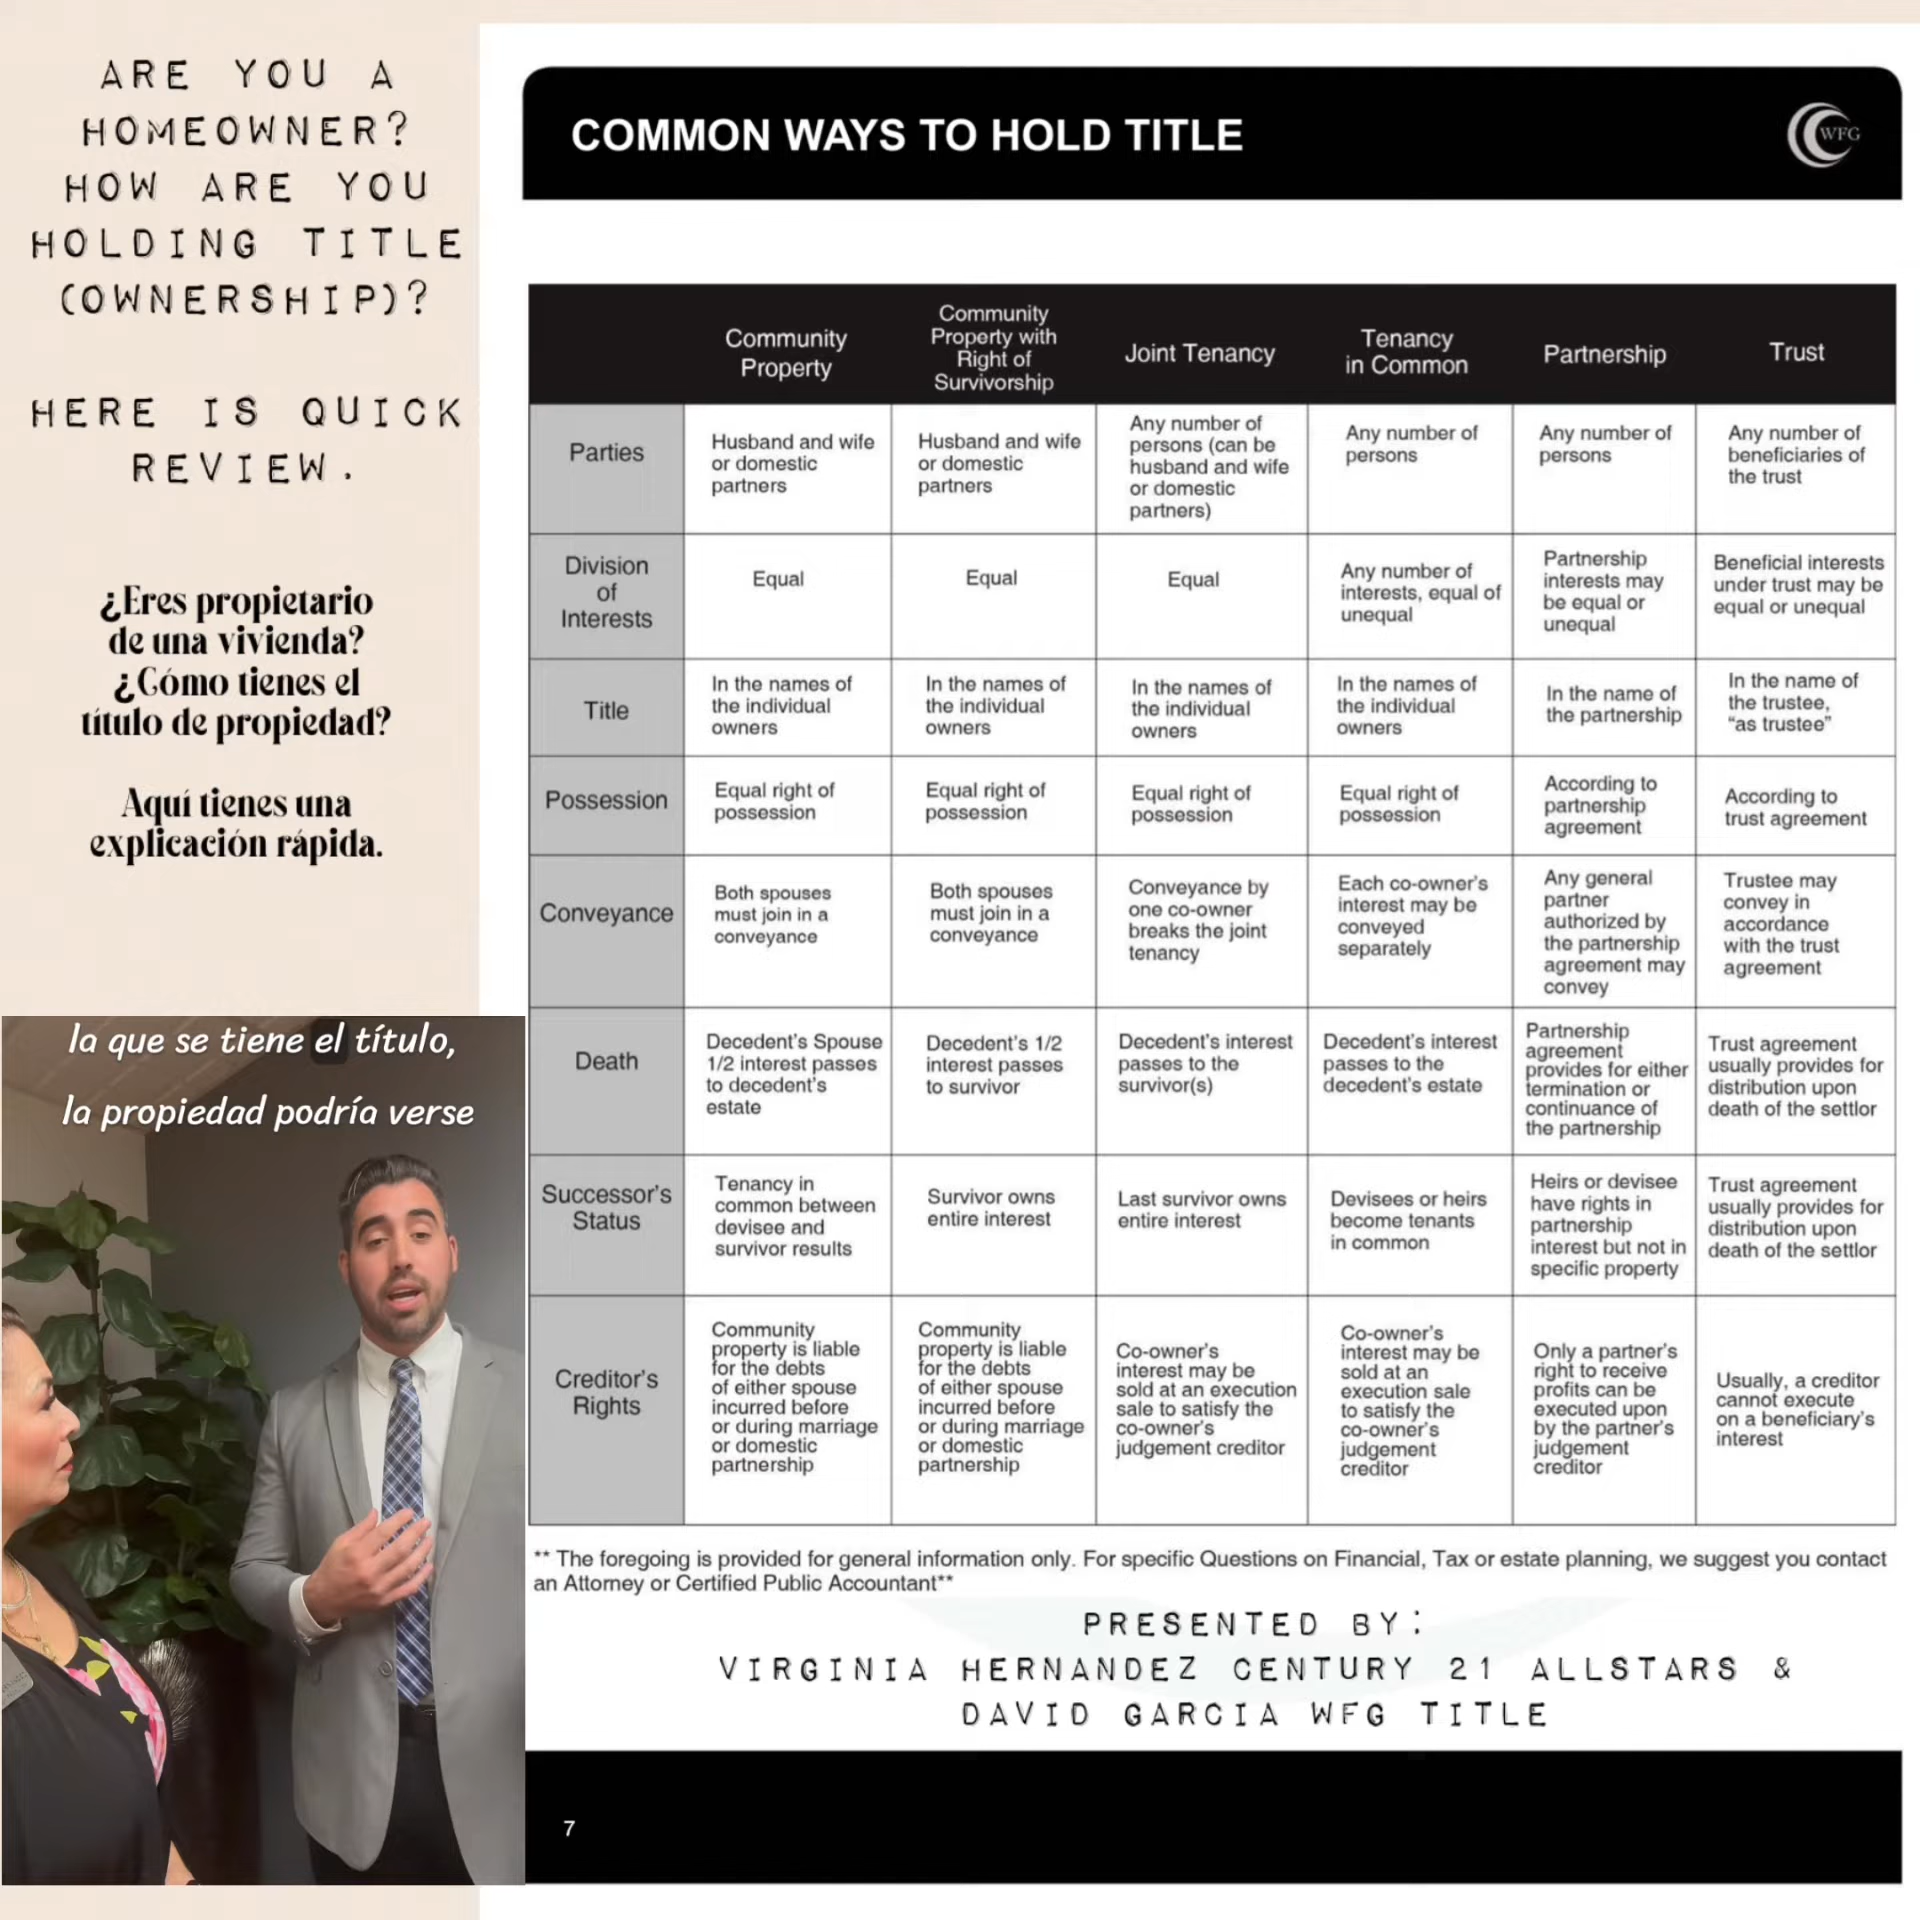 ARE YOU A
HOMEOWNER?
HOW ARE YOU
HOLDING TITLE
(OWNERSHIP)?
HERE IS QUICK
REVIEW.
¿Eres propietario
de una vivienda?
¿Cómo tienes el
título de propiedad?
Aquí tienes una
explicación rápida.
la que se tiene el título,
la propiedad podría verse
COMMON WAYS TO HOLD TITLE
WFG
Community
Property
Community
Property with
Right of
Survivorship
Joint Tenancy
Tenancy
in Common
Partnership
Trust
Parties
Husband and wife
or domestic
partners
Husband and wife
or domestic
partners
Any number of
persons (can be
husband and wife
or domestic
partners)
Any number of
persons
Any number of
persons
Any number of
beneficiaries of
the trust
Division
of
Interests
Equal
Equal
Equal
Any number of
interests, equal of
unequal
Partnership
interests may
be equal or
unequal
Beneficial interests
under trust may be
equal or unequal
Title
In the names of
the individual
owners
In the names of
the individual
owners
In the names of
the individual
owners
In the names of
the individual
owners
In the name of
the partnership
In the name of
the trustee,
“as trustee”
Possession
Equal right of
possession
Equal right of
possession
Equal right of
possession
Equal right of
possession
According to
partnership
agreement
According to
trust agreement
Conveyance
Both spouses
must join in a
conveyance
Both spouses
must join in a
conveyance
Conveyance by
one co-owner
breaks the joint
tenancy
Each co-owner's
interest may be
conveyed
separately
Any general
partner
authorized by
the partnership
agreement may
convey
Trustee may
convey in
accordance
with the trust
agreement
Death
Decedent's Spouse
1/2 interest passes
to decedent's
estate
Decedent's 1/2
interest passes
to survivor
Decedent's interest
passes to the
survivor(s)
Decedent's interest
passes to the
decedent's estate
Partnership
agreement
provides for either
termination or
continuance of
the partnership
Trust agreement
usually provides for
distribution upon
death of the settlor
Successor's
Status
Tenancy in
common between
devisee and
survivor results
Survivor owns
entire interest
Last survivor owns
entire interest
Devisees or heirs
become tenants
in common
Heirs or devisee
have rights in
partnership
interest but not in
specific property
Trust agreement
usually provides for
distribution upon
death of the settlor
Creditor's
Rights
Community
property is liable
for the debts
of either spouse
incurred before
or during marriage
or domestic
partnership
Community
property is liable
for the debts
of either spouse
incurred before
or during marriage
or domestic
partnership
Co-owner's
interest may be
sold at an execution
sale to satisfy the
co-owner's
judgement creditor
Co-owner's
interest may be
sold at an
execution sale
to satisfy the
co-owner's
judgement
creditor
Only a partner's
right to receive
profits can be
executed upon
by the partner's
judgement
creditor
Usually, a creditor
cannot execute
on a beneficiary's
interest
** The foregoing is provided for general information only. For specific Questions on Financial, Tax or estate planning, we suggest you contact
an Attorney or Certified Public Accountant**
PRESENTED BY:
VIRGINIA HERNANDEZ CENTURY 21 ALLSTARS &
DAVID GARCIA WFG TITLE
7